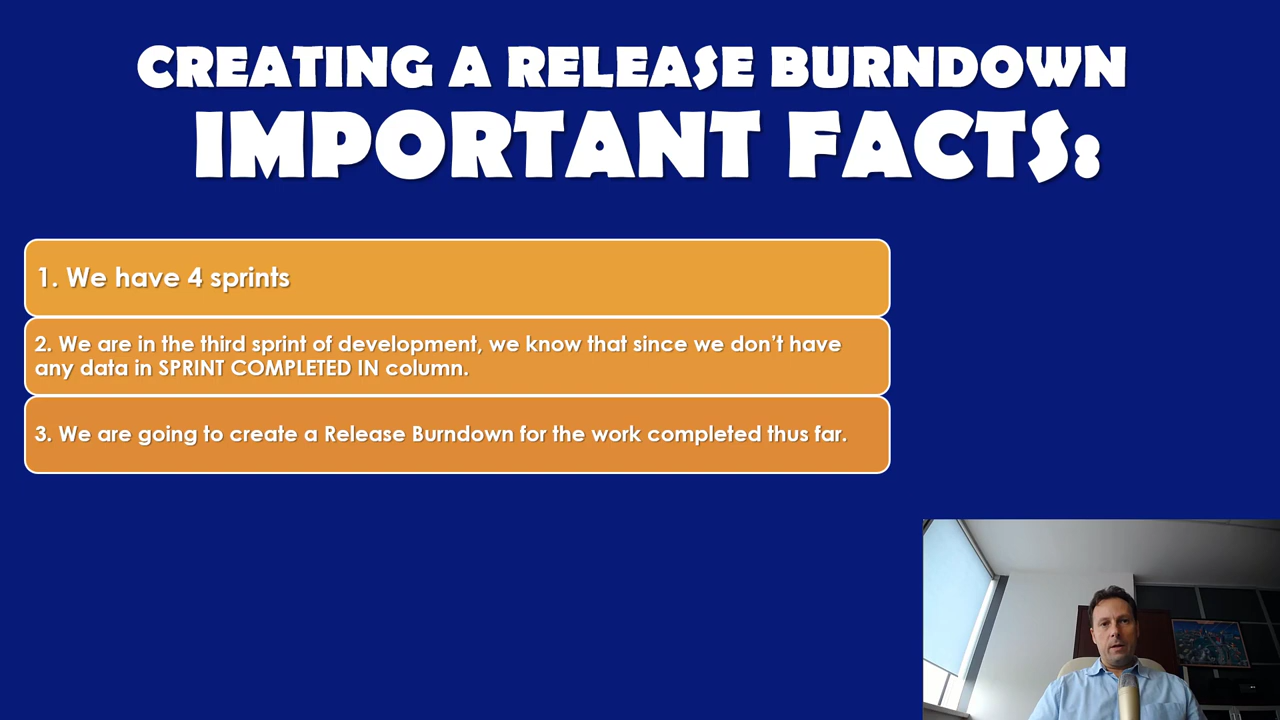 CREATING A RELEASE BURNDOWN
IMPORTANT FACTS:
1. We have 4 sprints
2. We are in the third sprint of development, we know that since we don’t have
any data in SPRINT COMPLETED IN column.
3. We are going to create a Release Burndown for the work completed thus far.